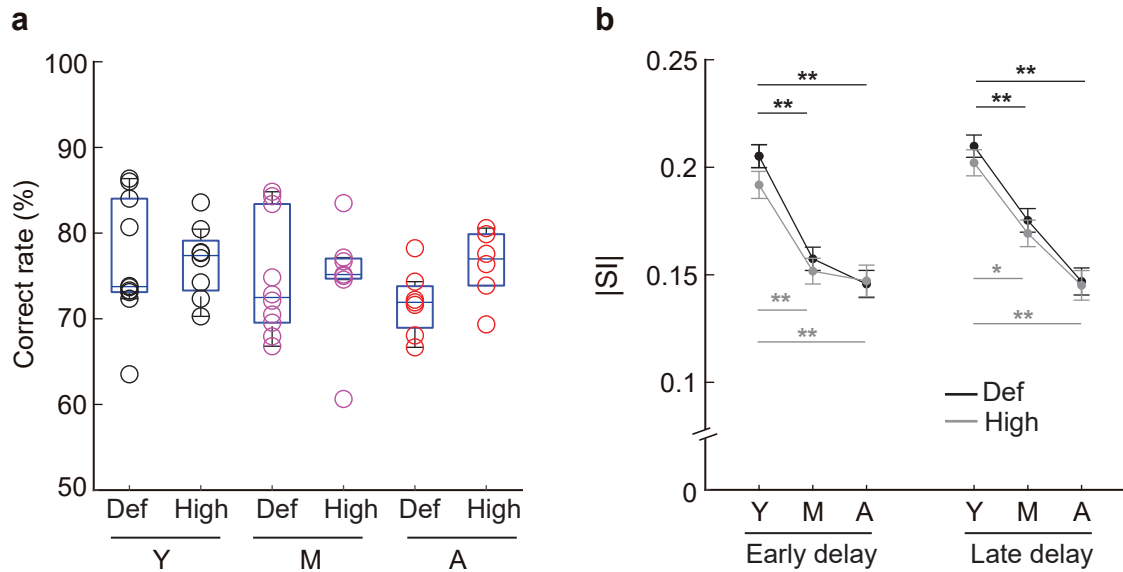 a
Correct rate (%)
100
90
80
70
60
50
Def High Def High Def High
Y M A
b
|SI|
0.25
0.2
0.15
0.1
0
** **
** **
** *
** **
Def
High
Y M A Y M A
Early delay Late delay